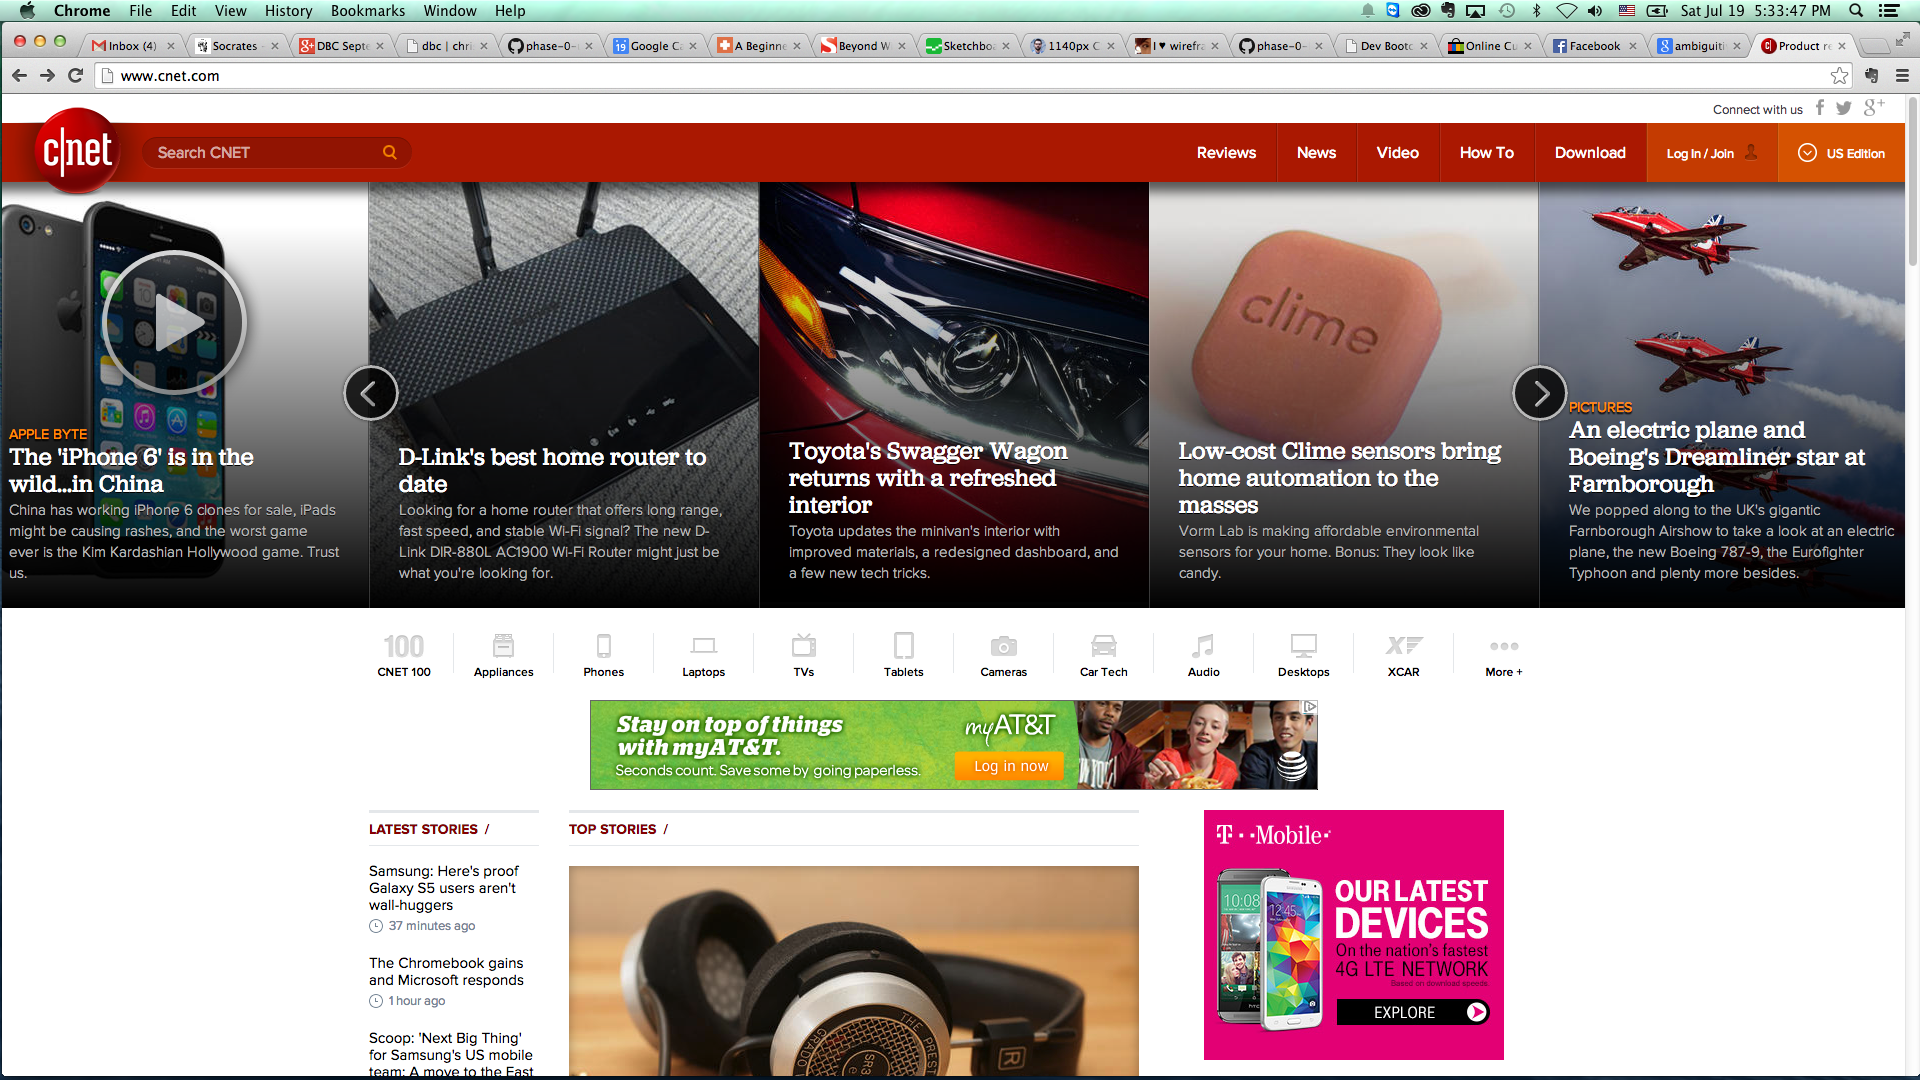 Chrome File Edit View History Bookmarks Window Help
Sat Jul 19 5:33:47 PM
Inbox (4)
Socrates -
DBC Septe
dbc | chri
phase-0-
Google Ca
A Beginne
Beyond W
Sketchbo
1140px C
I ♥ wirefra
phase-0-
Dev Bootc
Online Cu
Facebook
ambiguiti
Product re
www.cnet.com
Connect with us
c|net
Search CNET
Reviews
News
Video
How To
Download
Log In / Join
US Edition
APPLE BYTE
The 'iPhone 6' is in the
wild...in China
China has working iPhone 6 clones for sale, iPads
might be causing rashes, and the worst game
ever is the Kim Kardashian Hollywood game. Trust
us.
D-Link's best home router to
date
Looking for a home router that offers long range,
fast speed, and stable Wi-Fi signal? The new D-
Link DIR-880L AC1900 Wi-Fi Router might just be
what you're looking for.
Toyota's Swagger Wagon
returns with a refreshed
interior
Toyota updates the minivan's interior with
improved materials, a redesigned dashboard, and
a few new tech tricks.
clime
Low-cost Clime sensors bring
home automation to the
masses
Vorm Lab is making affordable environmental
sensors for your home. Bonus: They look like
candy.
PICTURES
An electric plane and
Boeing's Dreamliner star at
Farnborough
We popped along to the UK's gigantic
Farnborough Airshow to take a look at an electric
plane, the new Boeing 787-9, the Eurofighter
Typhoon and plenty more besides.
100
CNET 100
Appliances
Phones
Laptops
TVs
Tablets
Cameras
Car Tech
Audio
Desktops
XCAR
More +
Stay on top of things
with myAT&T.
Seconds count. Save some by going paperless.
myAT&T
Log in now
LATEST STORIES /
Samsung: Here's proof
Galaxy S5 users aren't
wall-huggers
37 minutes ago
The Chromebook gains
and Microsoft responds
1 hour ago
Scoop: 'Next Big Thing'
for Samsung's US mobile
team: A move to the East
TOP STORIES /
GRADO
THE PREST
SR3
R
T··Mobile·
10:08
12:45
OUR LATEST
DEVICES
On the nation's fastest
4G LTE NETWORK
Based on download speeds
EXPLORE